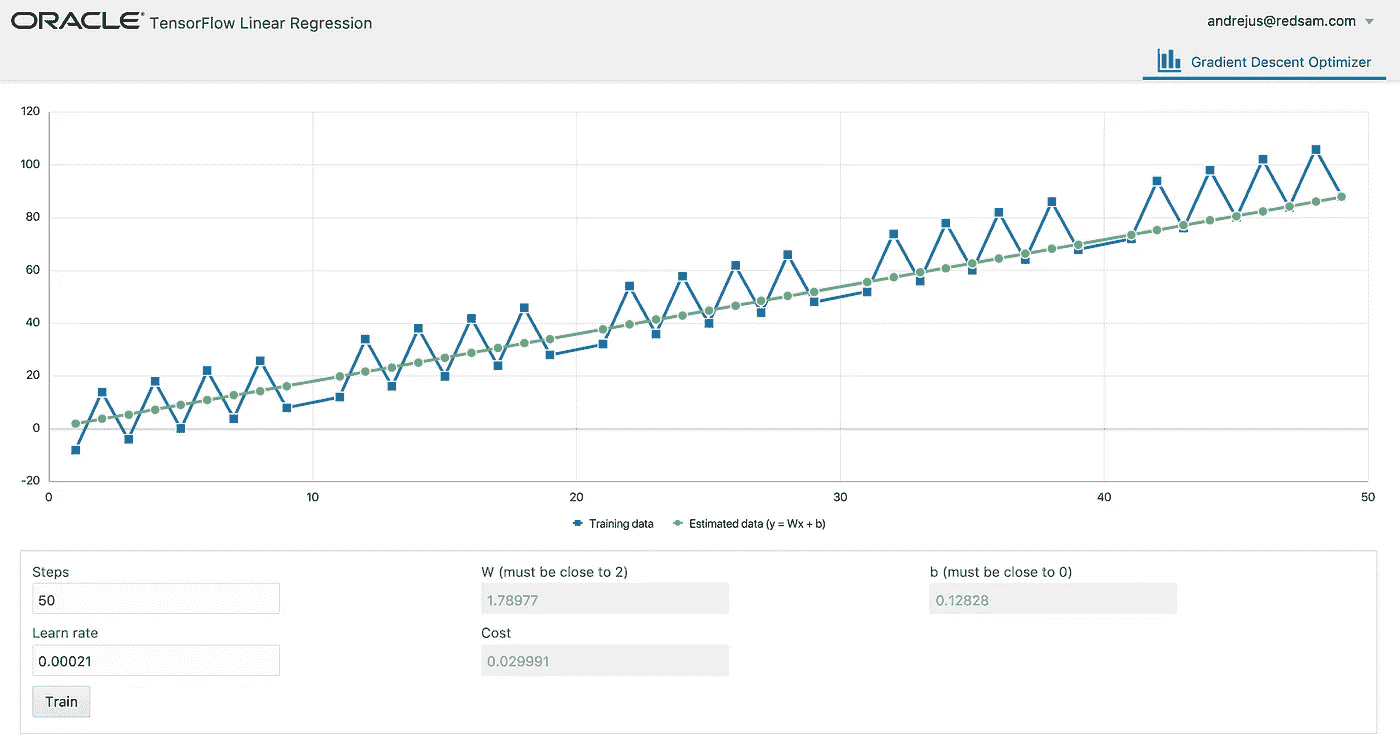 ORACLE® TensorFlow Linear Regression
andrejus@redsam.com
Gradient Descent Optimizer
120
100
80
60
40
20
0
-20
0 10 20 30 40 50
Training data Estimated data (y = Wx + b)
Steps W (must be close to 2) b (must be close to 0)
50 1.78977 0.12828
Learn rate Cost
0.00021 0.029991
Train